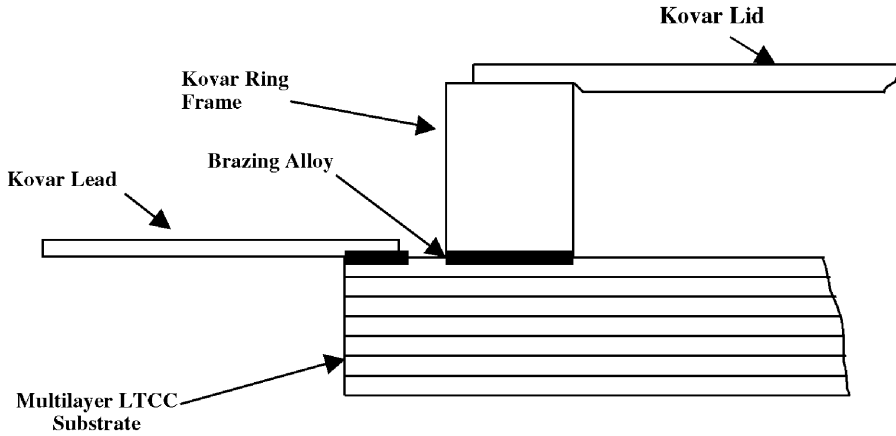 Kovar Lid
Kovar Ring
Frame
Brazing Alloy
Kovar Lead
Multilayer LTCC
Substrate